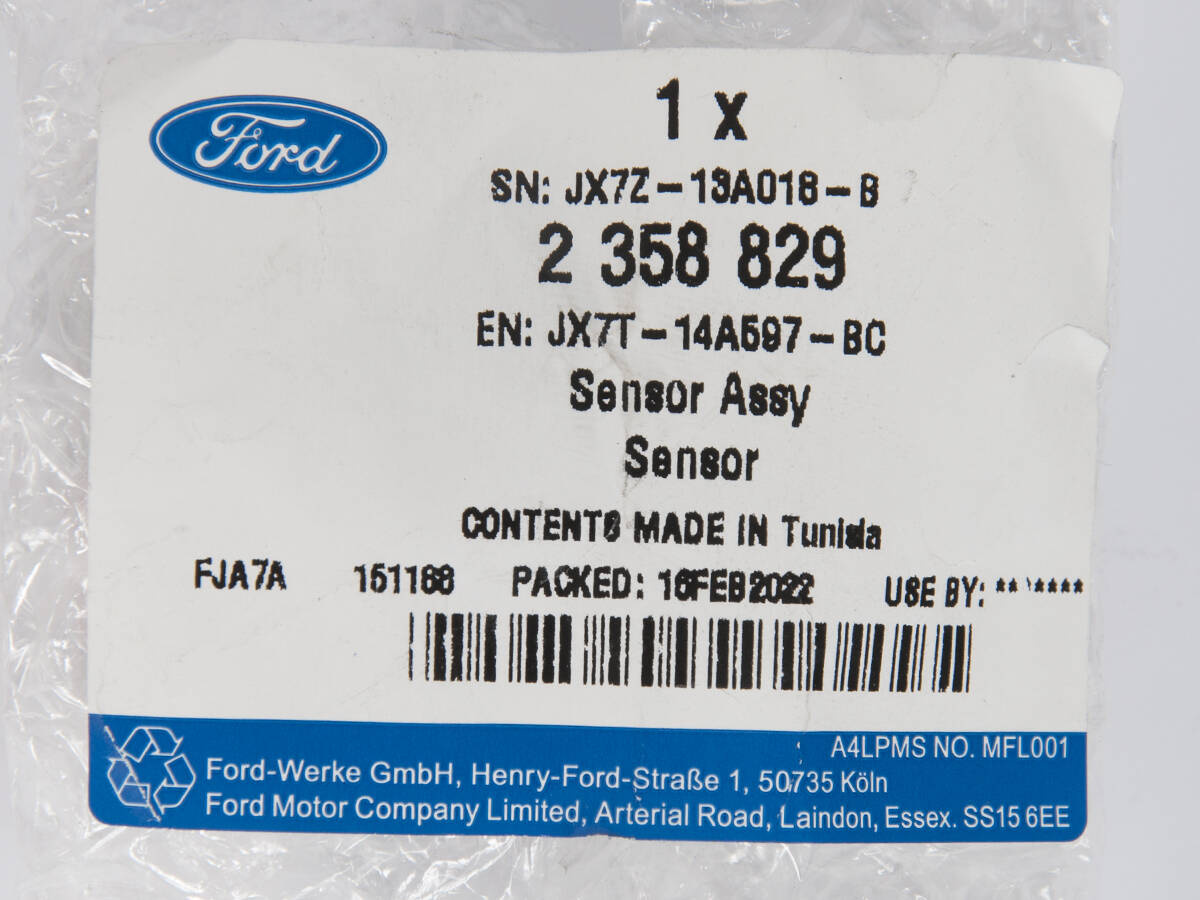 Ford
1 x
SN: JX7Z-13A018-B
2 358 829
EN: JX7T-14A597-BC
Sensor Assy
Sensor
CONTENTS MADE IN Tunisia
FJA7A 151188 PACKED: 16FEB2022 USE BY: ** ****
A4LPMS NO. MFL001
Ford-Werke GmbH, Henry-Ford-Straße 1, 50735 Köln
Ford Motor Company Limited, Arterial Road, Laindon, Essex. SS15 6EE